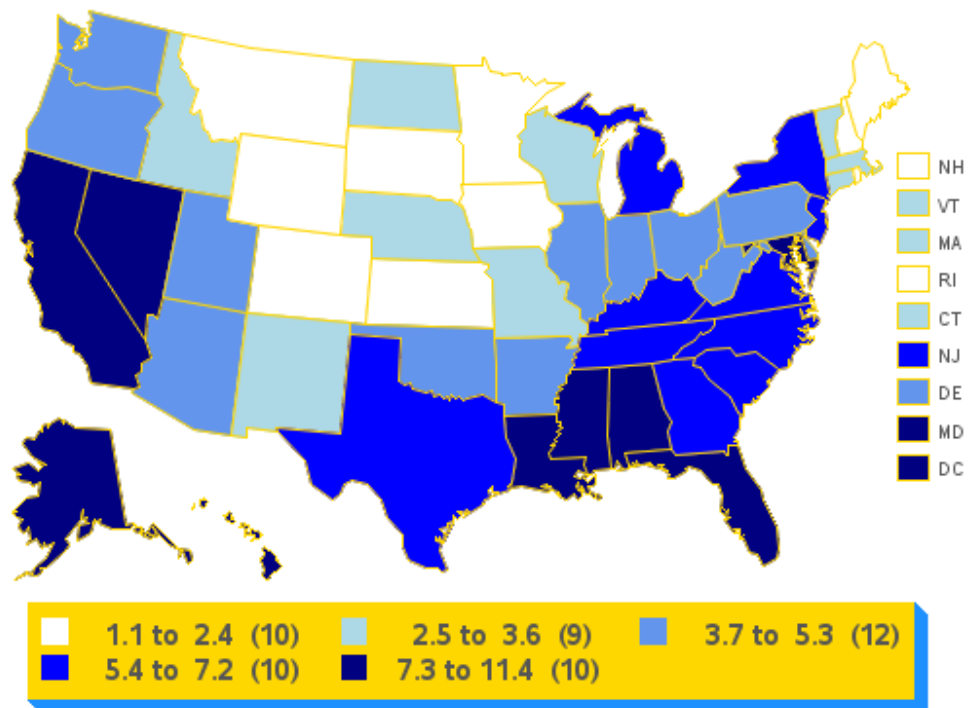 NH
VT
MA
RI
CT
NJ
DE
MD
DC
1.1 to 2.4 (10) 2.5 to 3.6 (9) 3.7 to 5.3 (12)
5.4 to 7.2 (10) 7.3 to 11.4 (10)